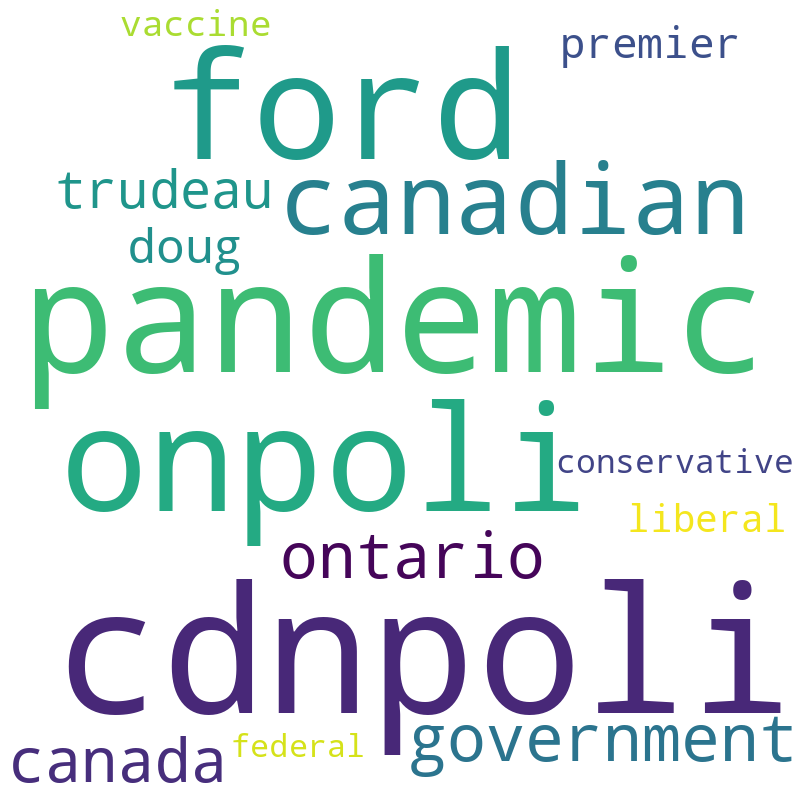 vaccine
premier
ford
trudeau
canadian
doug
pandemic
onpoli
conservative
liberal
ontario
cdnpoli
government
canada
federal